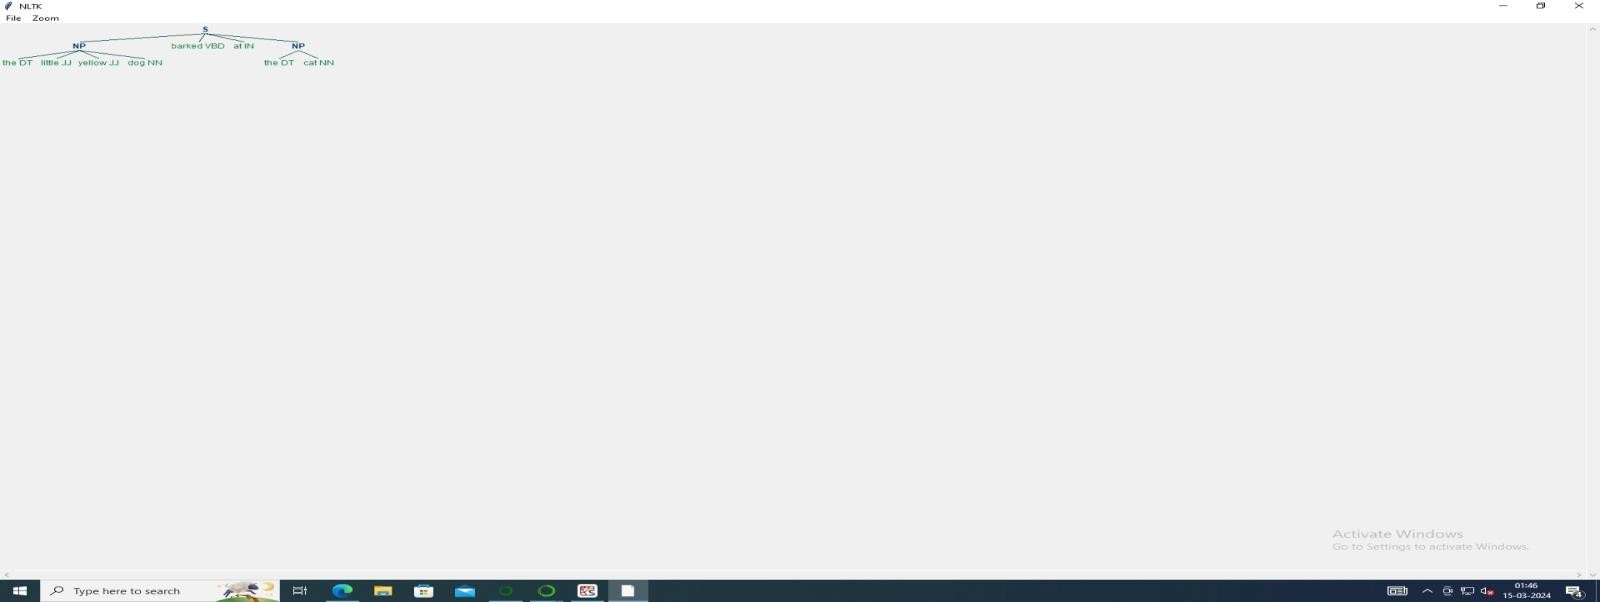 NLTK
File Zoom
S
NP barked VBD at IN NP
the DT little JJ yellow JJ dog NN the DT cat NN
Activate Windows
Go to Settings to activate Windows.
Type here to search
01:46
15-03-2024
4